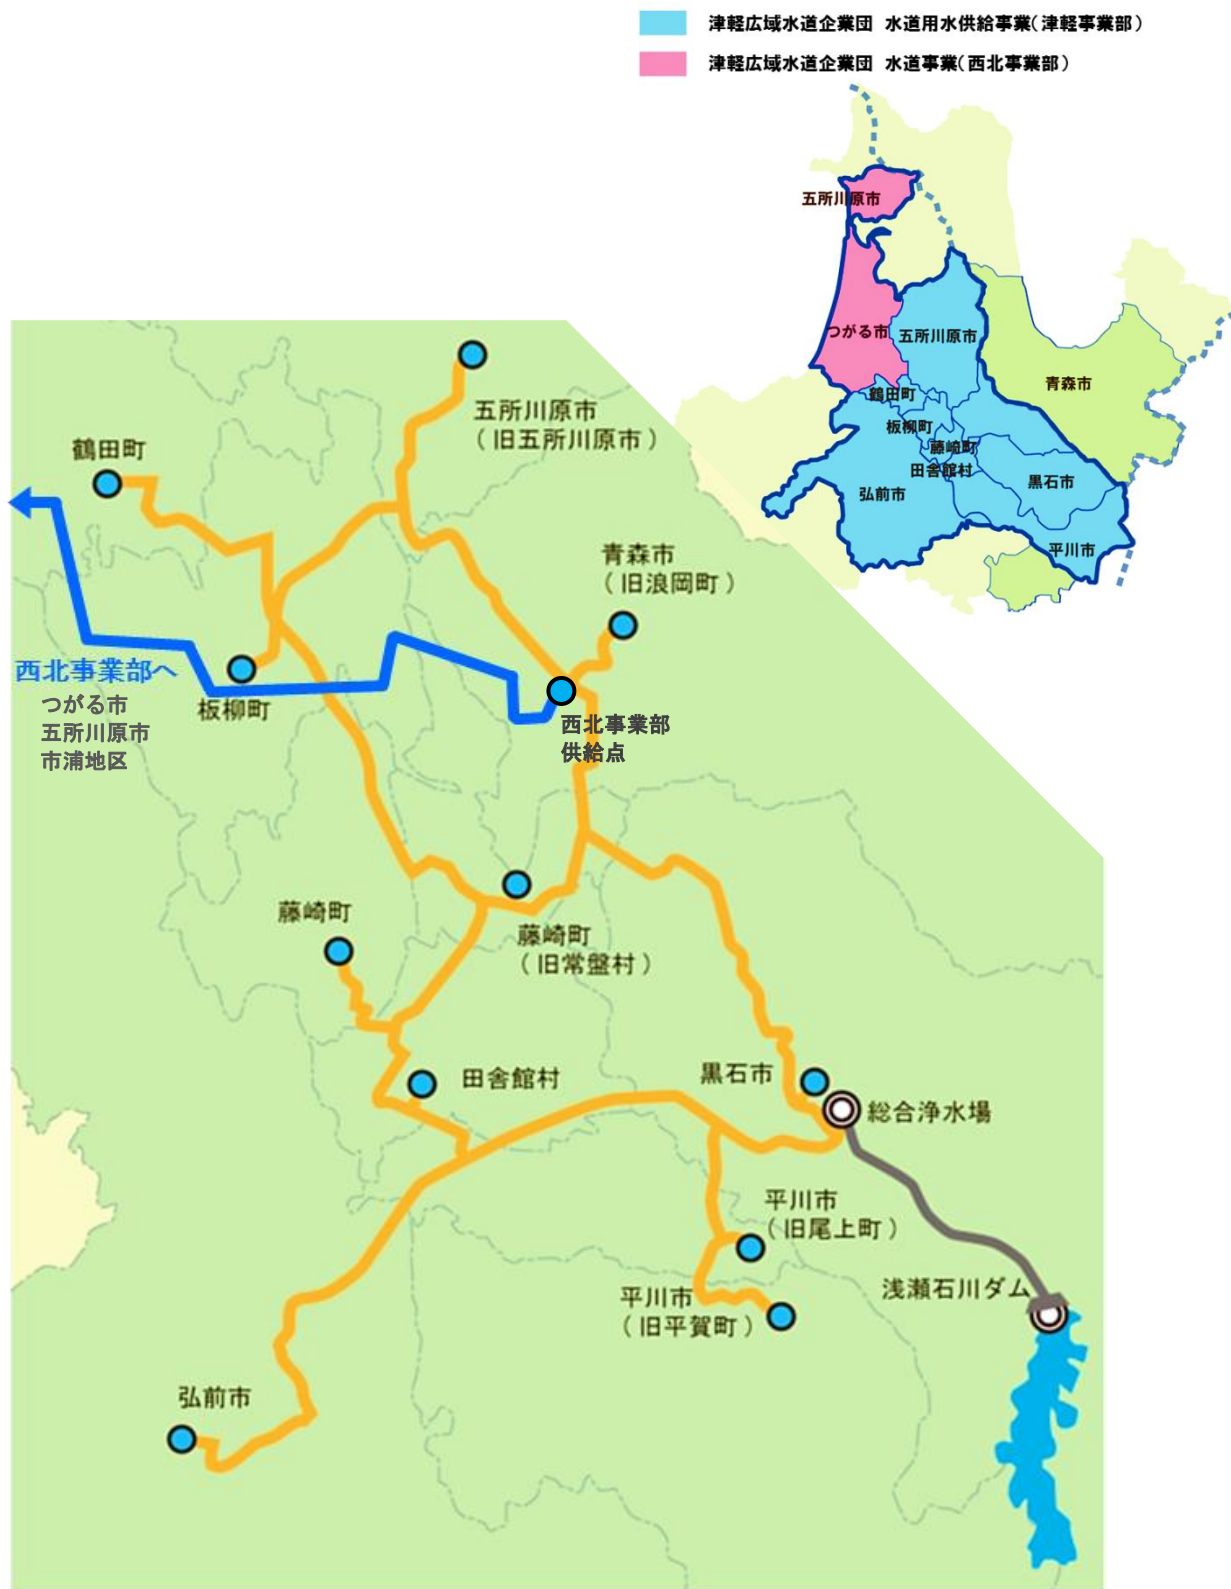 津軽広域水道企業団 水道用水供給事業(津軽事業部)
津軽広域水道企業団 水道事業(西北事業部)
五所川原市
つがる市
五所川原市
青森市
鶴田町
板柳町
藤崎町
田舎館村
黒石市
弘前市
平川市
五所川原市
(旧五所川原市)
鶴田町
青森市
(旧浪岡町)
西北事業部へ
つがる市
五所川原市
市浦地区
板柳町
西北事業部
供給点
藤崎町
藤崎町
(旧常盤村)
田舎館村
黒石市
総合浄水場
平川市
(旧尾上町)
浅瀬石川ダム
平川市
(旧平賀町)
弘前市